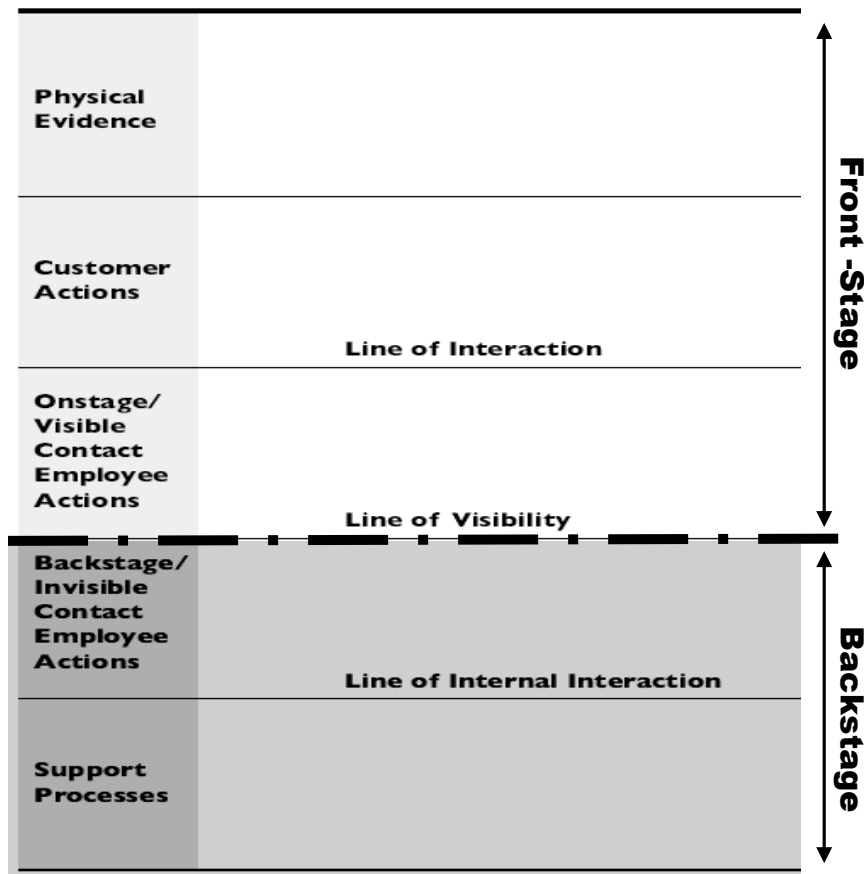 Physical
Evidence
Customer
Actions
Line of Interaction
Onstage/
Visible
Contact
Employee
Actions
Line of Visibility
Backstage/
Invisible
Contact
Employee
Actions
Line of Internal Interaction
Support
Processes
Front -Stage
Backstage